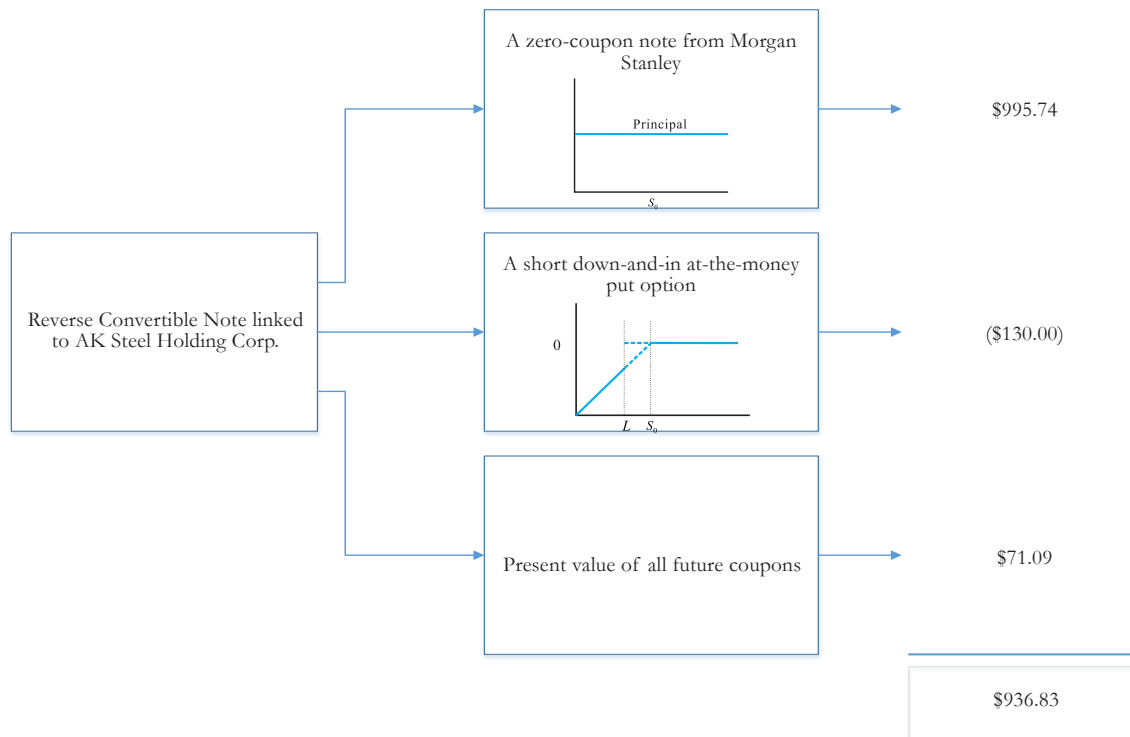 A zero-coupon note from Morgan
Stanley
Principal
S₀
$995.74
Reverse Convertible Note linked
to AK Steel Holding Corp.
A short down-and-in at-the-money
put option
0
L
S₀
($130.00)
Present value of all future coupons
$71.09
$936.83